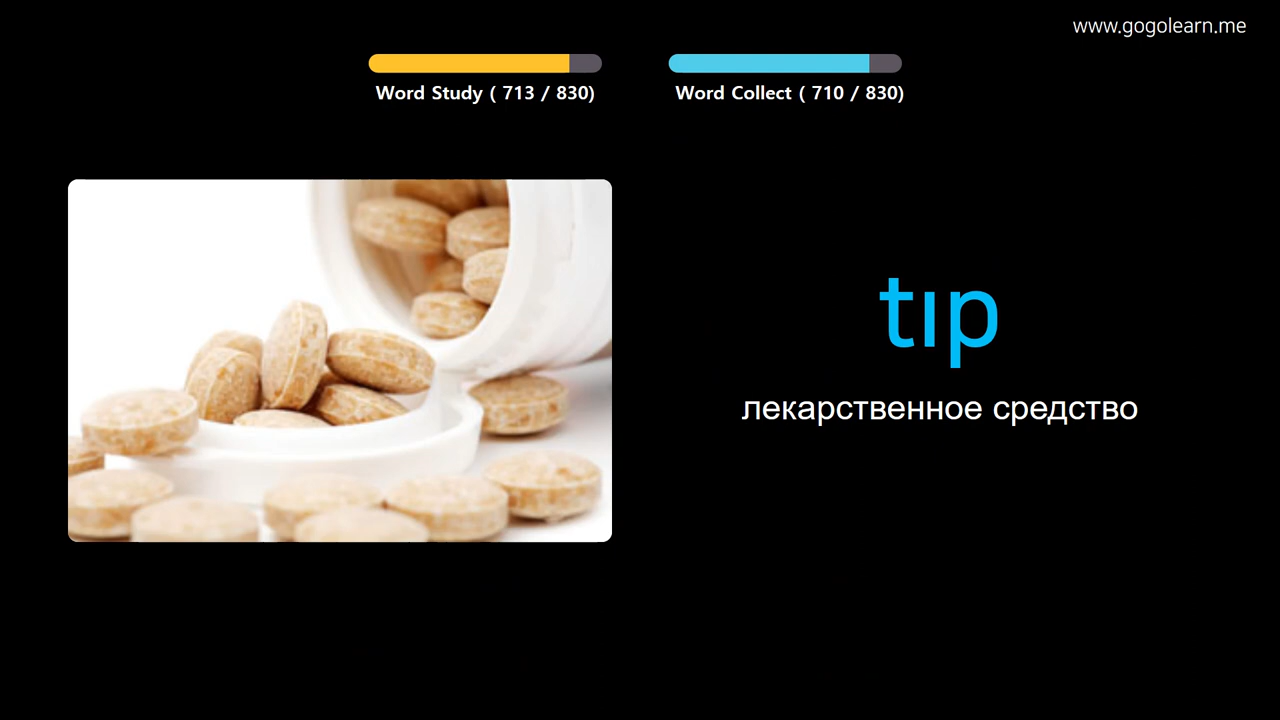 www.gogolearn.me
Word Study ( 713 / 830)
Word Collect ( 710 / 830)
tıp
лекарственное средство